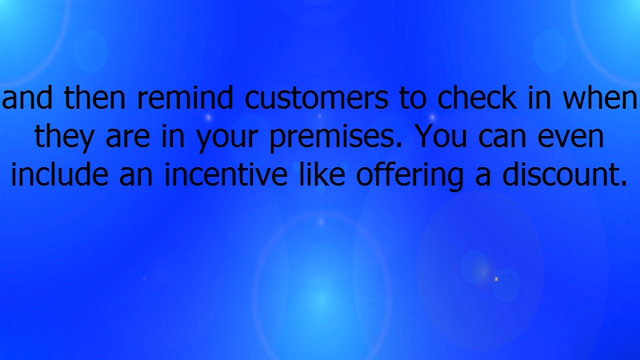 and then remind customers to check in when
they are in your premises. You can even
include an incentive like offering a discount.